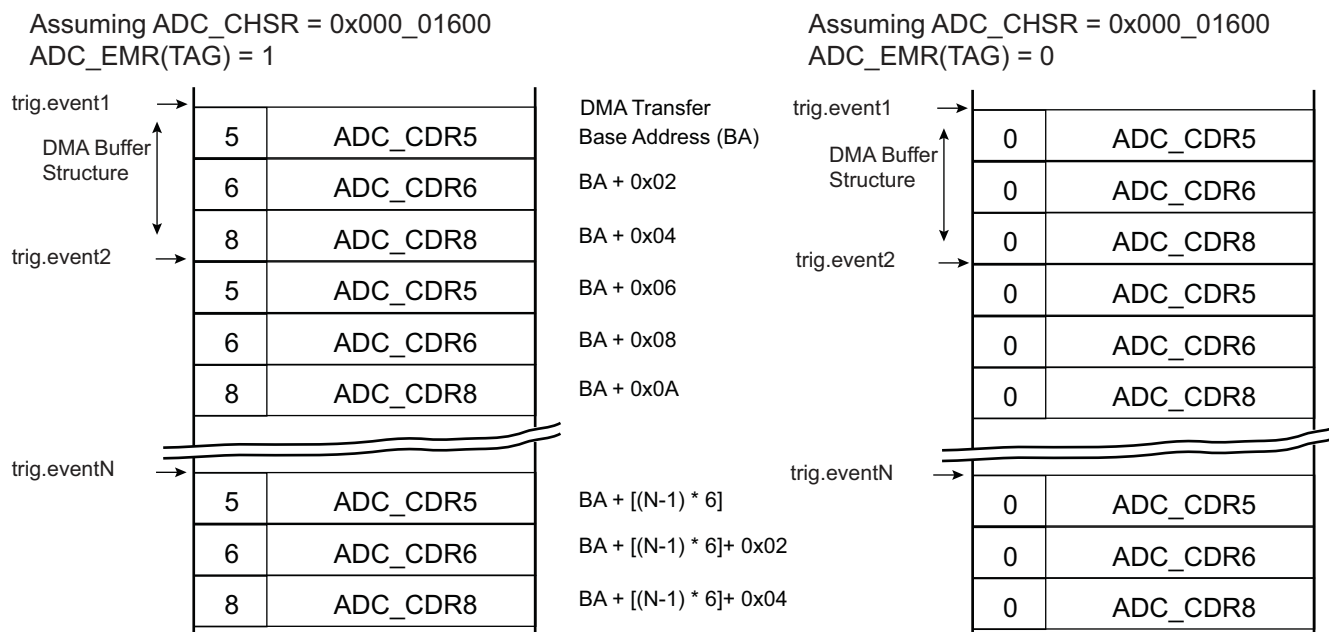 Assuming ADC_CHSR = 0x000_01600
ADC_EMR(TAG) = 1
trig.event1
DMA Buffer
Structure
5 ADC_CDR5
6 ADC_CDR6
8 ADC_CDR8
trig.event2
5 ADC_CDR5
6 ADC_CDR6
8 ADC_CDR8
trig.eventN
5 ADC_CDR5
6 ADC_CDR6
8 ADC_CDR8
DMA Transfer
Base Address (BA)
BA + 0x02
BA + 0x04
BA + 0x06
BA + 0x08
BA + 0x0A
BA + [(N-1) * 6]
BA + [(N-1) * 6]+ 0x02
BA + [(N-1) * 6]+ 0x04
Assuming ADC_CHSR = 0x000_01600
ADC_EMR(TAG) = 0
trig.event1
DMA Buffer
Structure
0 ADC_CDR5
0 ADC_CDR6
0 ADC_CDR8
trig.event2
0 ADC_CDR5
0 ADC_CDR6
0 ADC_CDR8
trig.eventN
0 ADC_CDR5
0 ADC_CDR6
0 ADC_CDR8